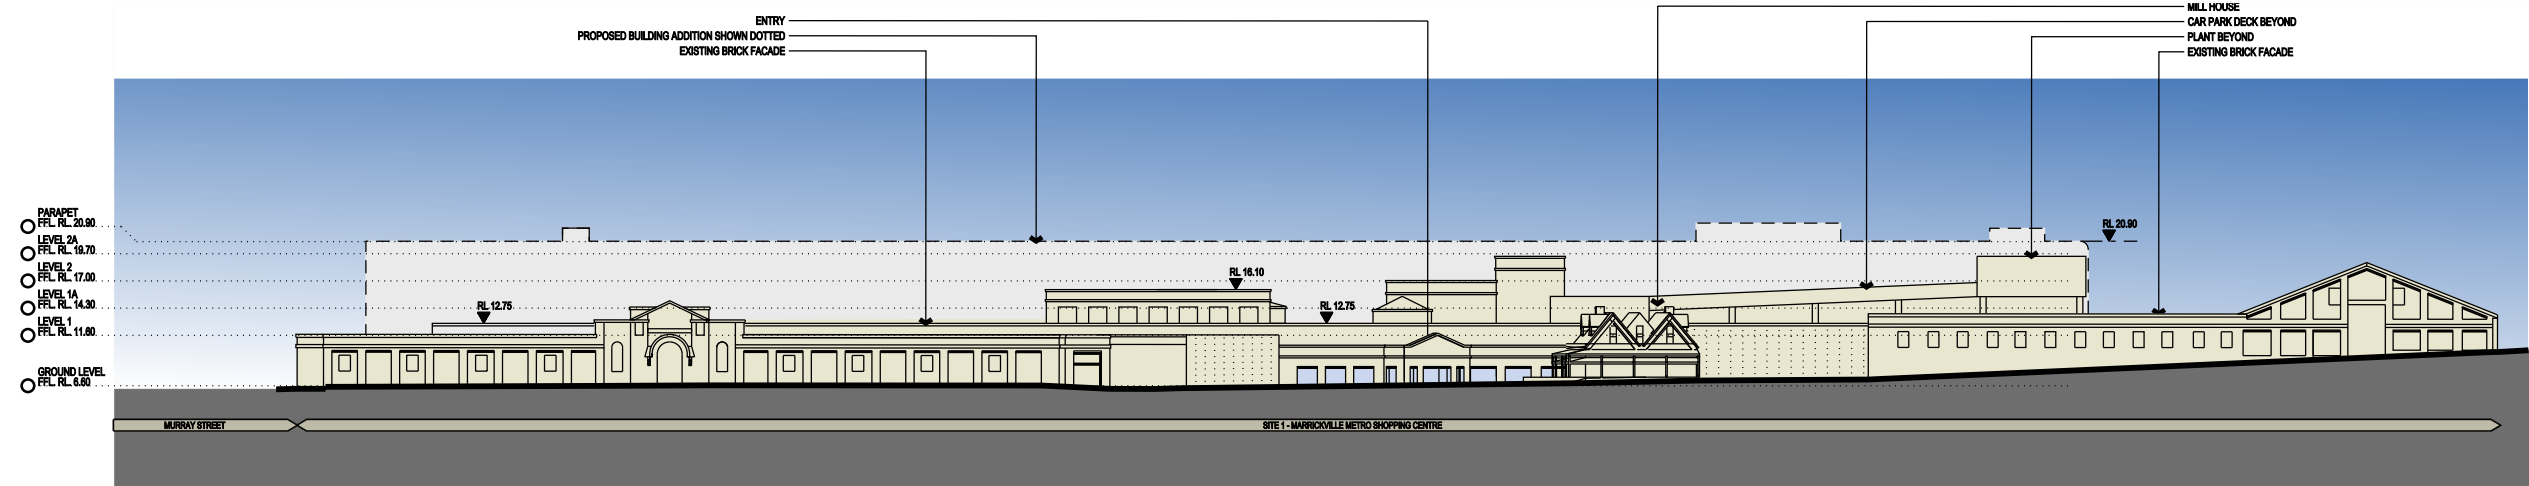 ENTRY
PROPOSED BUILDING ADDITION SHOWN DOTTED
EXISTING BRICK FACADE
MILL HOUSE
CAR PARK DECK BEYOND
PLANT BEYOND
EXISTING BRICK FACADE
PARAPET
FFL. RL. 20.90
LEVEL 2A
FFL. RL. 19.70
LEVEL 2
FFL. RL. 17.00
LEVEL 1A
FFL. RL. 14.30
LEVEL 1
FFL. RL. 11.60
GROUND LEVEL
FFL. RL. 6.60
RL 12.75
RL 16.10
RL 12.75
RL 20.90
MURRAY STREET
SITE 1 - MARRICKVILLE METRO SHOPPING CENTRE